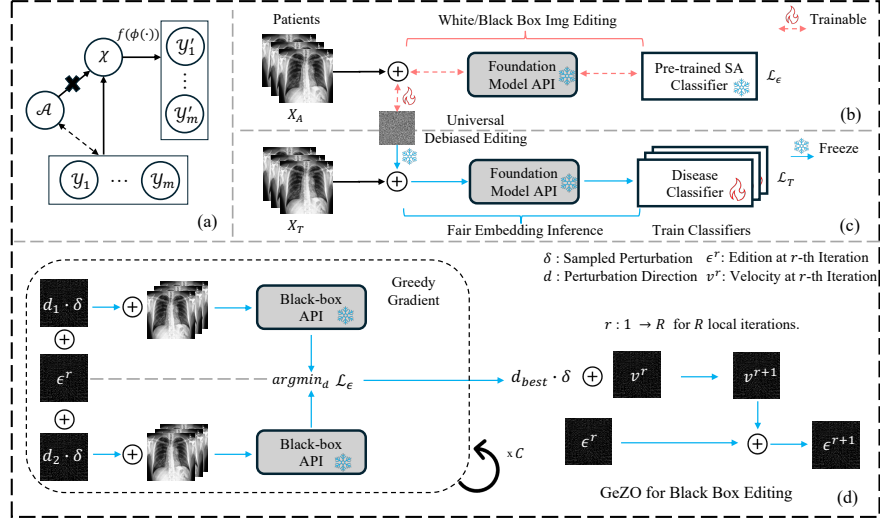 𝑓(𝜙(·))
𝒜
𝒳
𝒴′₁
⋮
𝒴′ₘ
𝒴₁ ⋯ 𝒴ₘ
(a)
Patients
White/Black Box Img Editing
Trainable
Foundation
Model API
Pre-trained SA
Classifier
ℒ_ϵ
X_A
(b)
Universal
Debiased Editing
Freeze
Foundation
Model API
Disease
Classifier
ℒ_T
X_T
Fair Embedding Inference
Train Classifiers
(c)
δ : Sampled Perturbation ϵ^r: Edition at r-th Iteration
d : Perturbation Direction v^r: Velocity at r-th Iteration
Greedy
Gradient
d₁ · δ
Black-box
API
r : 1 → R for R local iterations.
ϵ^r
argmin_d ℒ_ϵ
d_best · δ
v^r
v^{r+1}
d₂ · δ
Black-box
API
x C
ϵ^r
ϵ^{r+1}
GeZO for Black Box Editing
(d)